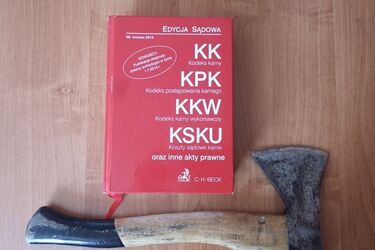 EDYCJA SĄDOWA
KK
Kodeks karny
KPK
Kodeks postępowania karnego
KKW
Kodeks karny wykonawczy
KSKU
Koszty sądowe karne
oraz inne akty prawne
C·H·BECK